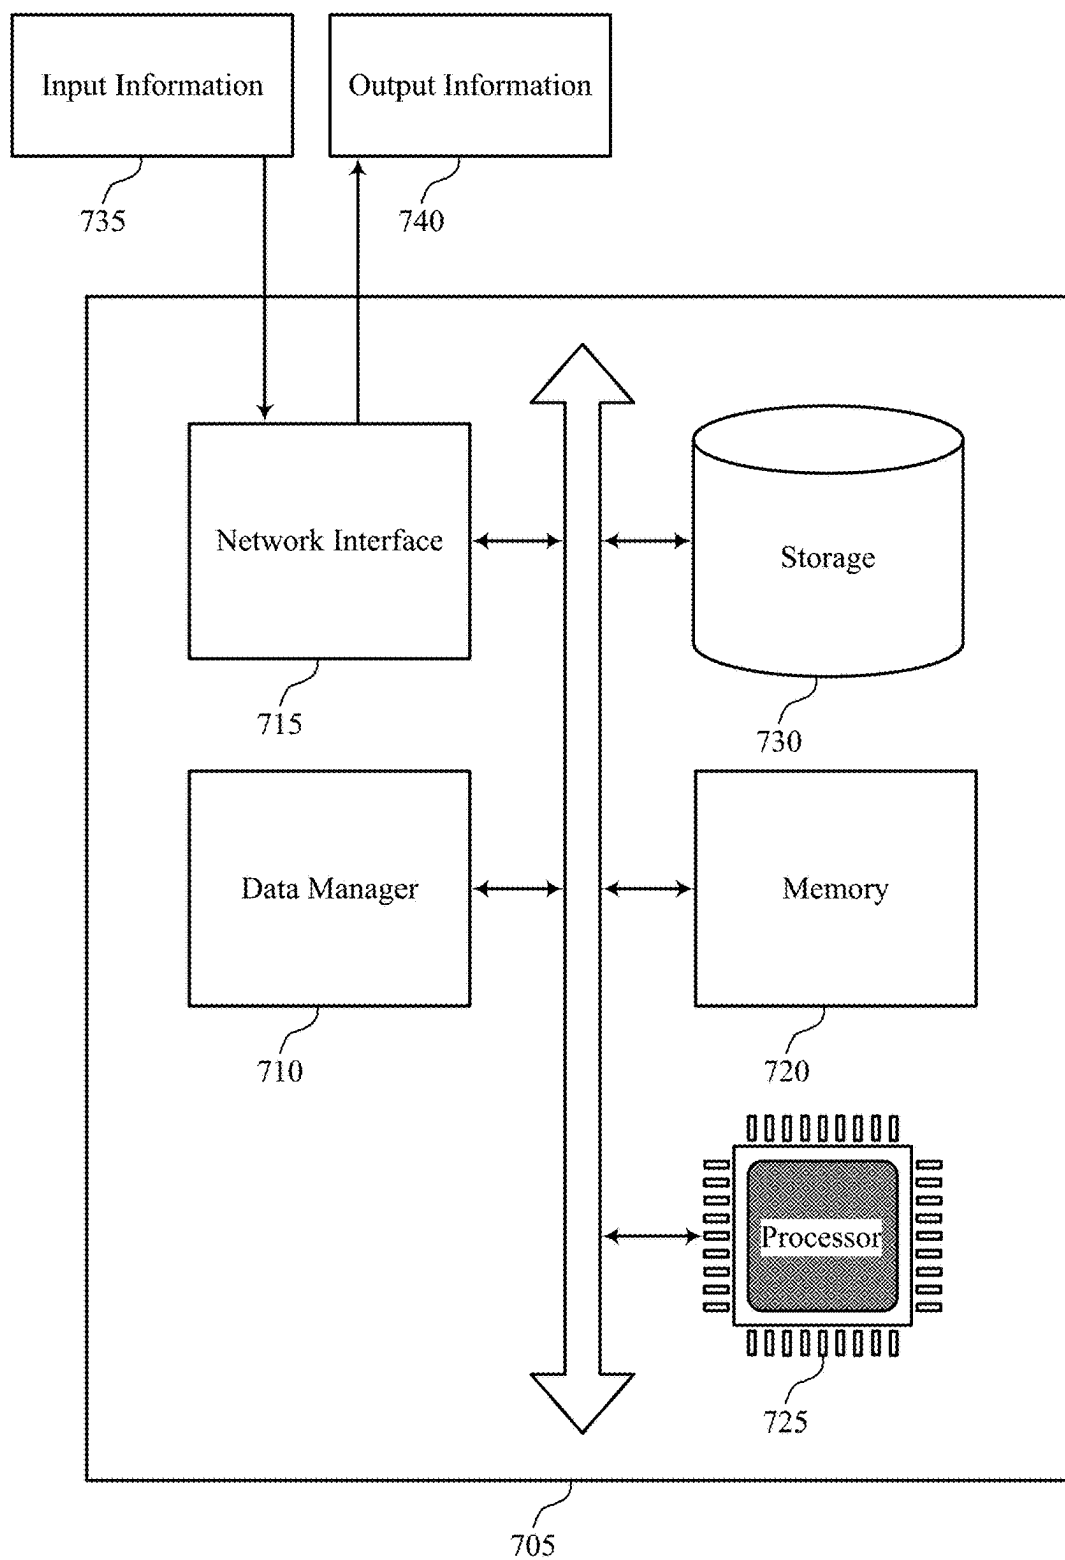 Input Information
Output Information
735
740
Network Interface
Storage
715
730
Data Manager
Memory
710
720
Processor
725
705